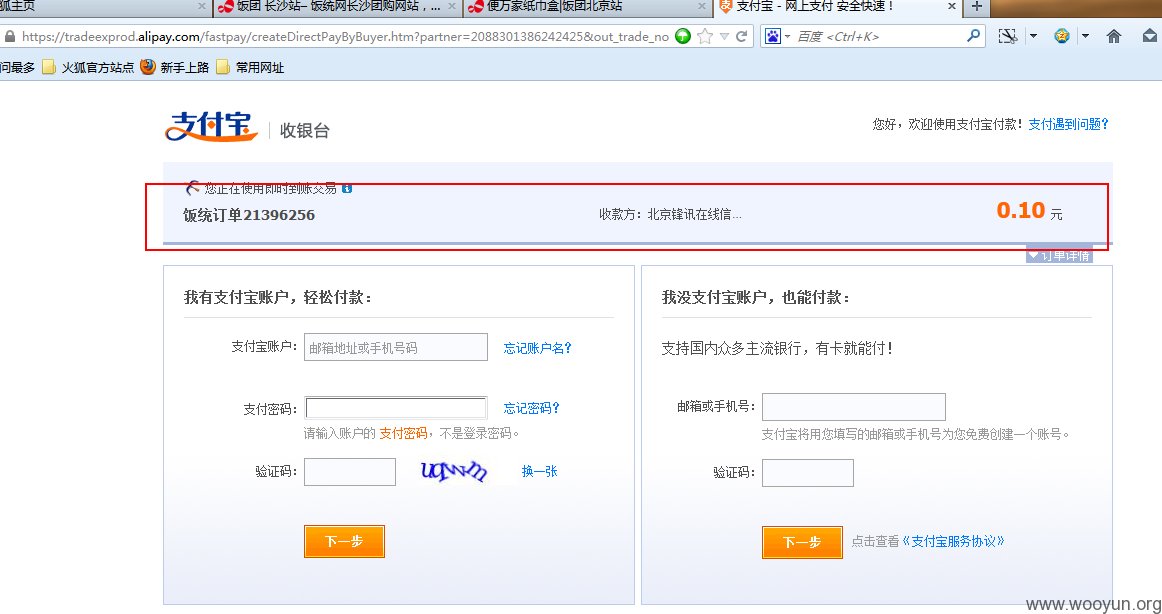 狐主页
饭团 长沙站– 饭统网长沙团购网站，...
便万家纸巾盒|饭团北京站
支付宝 - 网上支付 安全快速！
https://tradeexprod.alipay.com/fastpay/createDirectPayByBuyer.htm?partner=2088301386242425&out_trade_no
百度 <Ctrl+K>
问最多 火狐官方站点 新手上路 常用网址
支付宝 收银台
您好，欢迎使用支付宝付款！支付遇到问题？
您正在使用即时到账交易
饭统订单21396256 收款方：北京锋讯在线信... 0.10 元
订单详情
我有支付宝账户，轻松付款：
支付宝账户： 邮箱地址或手机号码 忘记账户名？
支付密码： 忘记密码？
请输入账户的 支付密码，不是登录密码。
验证码： 换一张
下一步
我没支付宝账户，也能付款：
支持国内众多主流银行，有卡就能付！
邮箱或手机号：
支付宝将用您填写的邮箱或手机号为您免费创建一个账号。
验证码：
下一步 点击查看《支付宝服务协议》
www.wooyun.org